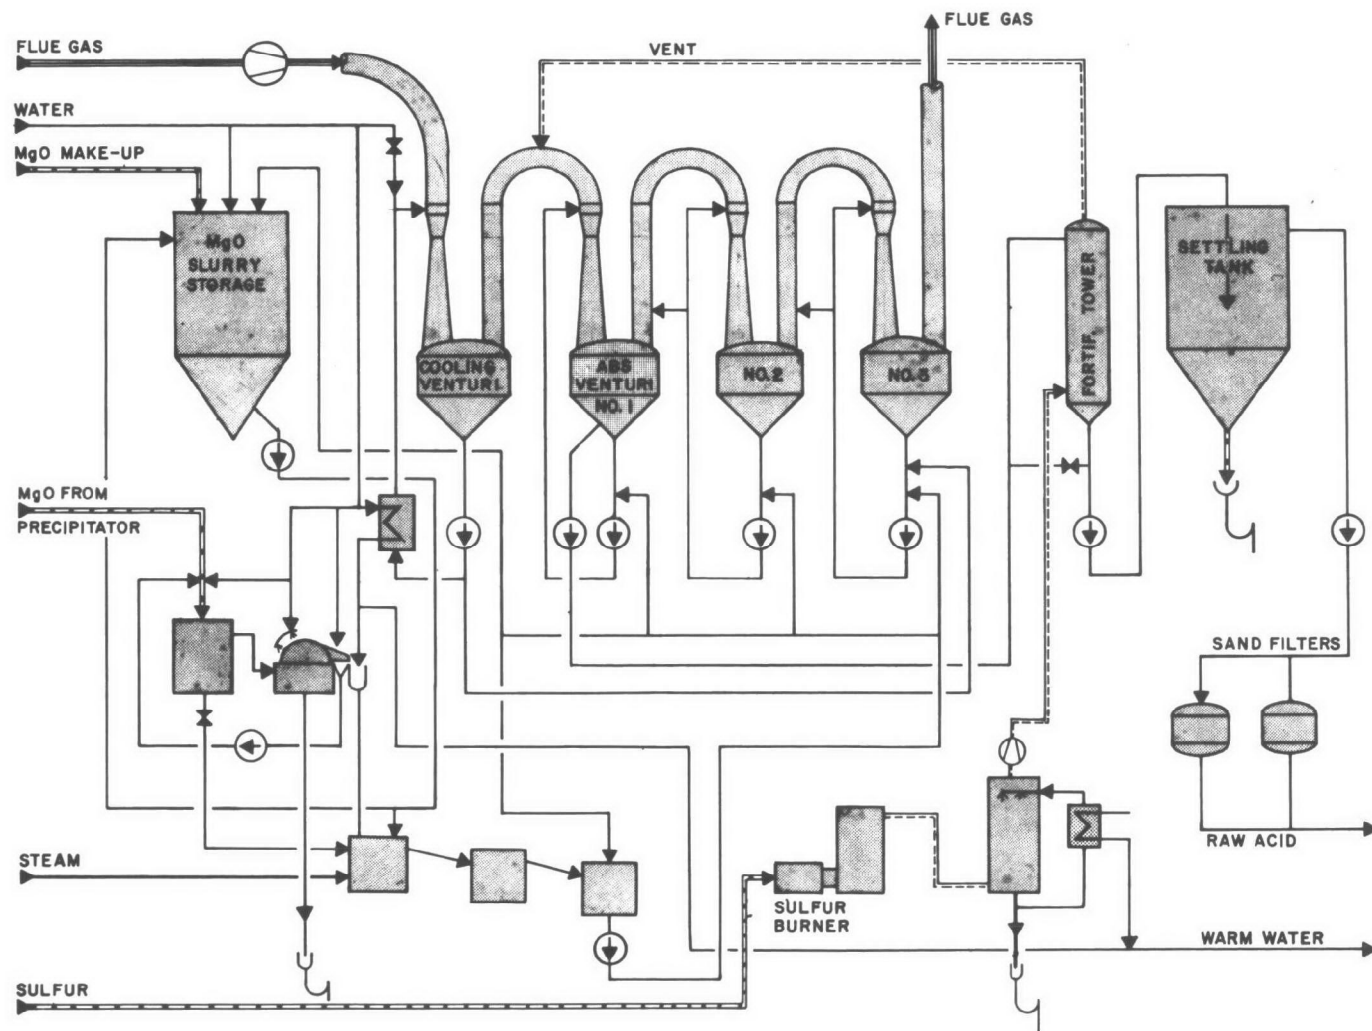 FLUE GAS
FLUE GAS
VENT
WATER
MgO MAKE-UP
MgO
SLURRY
STORAGE
SETTLING
TANK
FORTIF. TOWER
COOLING
VENTURI
ABS
VENTURI
NO. 1
NO. 2
NO. 3
MgO FROM
PRECIPITATOR
SAND FILTERS
RAW ACID
STEAM
SULFUR
BURNER
WARM WATER
SULFUR